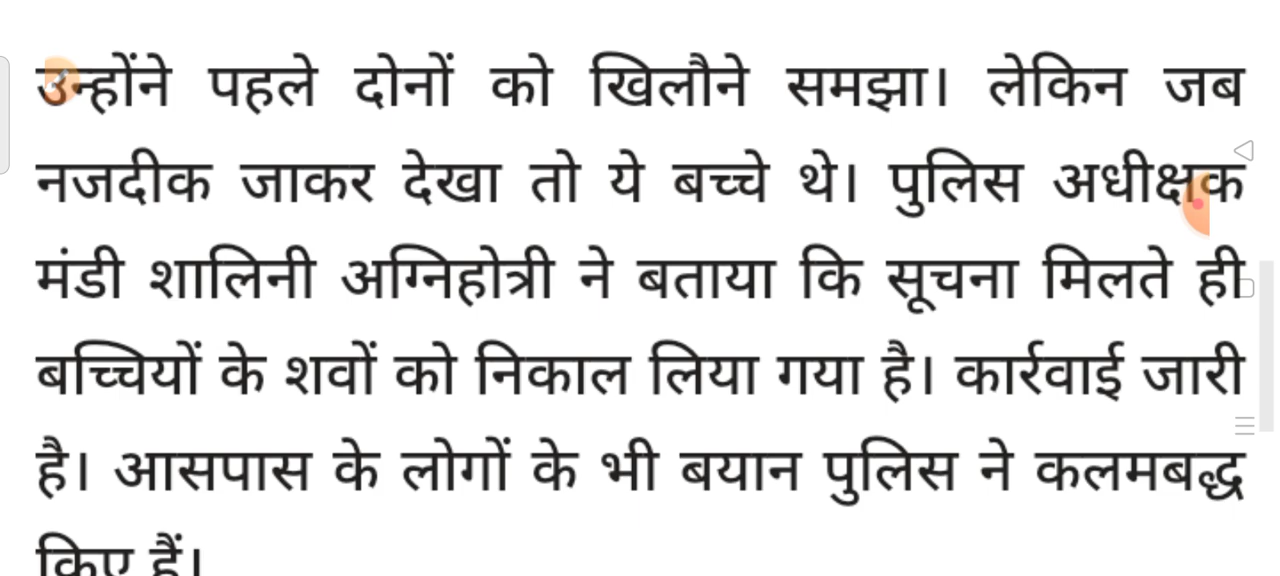 उन्होंने पहले दोनों को खिलौने समझा। लेकिन जब
नजदीक जाकर देखा तो ये बच्चे थे। पुलिस अधीक्षक
मंडी शालिनी अग्निहोत्री ने बताया कि सूचना मिलते ही
बच्चियों के शवों को निकाल लिया गया है। कार्रवाई जारी
है। आसपास के लोगों के भी बयान पुलिस ने कलमबद्ध
किए हैं।